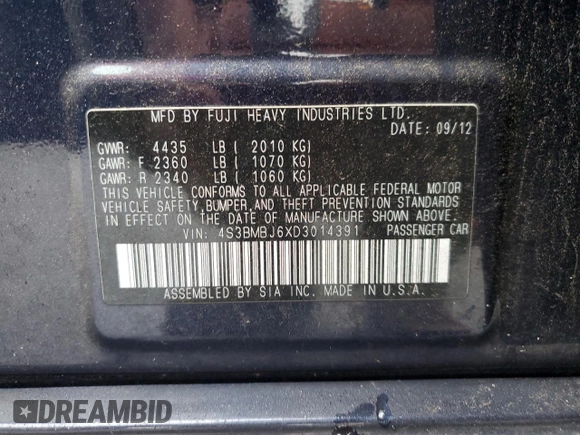 MFD BY FUJI HEAVY INDUSTRIES LTD.
DATE: 09/12
GVWR: 4435 LB ( 2010 KG)
GAWR: F 2360 LB ( 1070 KG)
GAWR: R 2340 LB ( 1060 KG)
THIS VEHICLE CONFORMS TO ALL APPLICABLE FEDERAL MOTOR
VEHICLE SAFETY, BUMPER, AND THEFT PREVENTION STANDARDS
IN EFFECT ON THE DATE OF MANUFACTURE SHOWN ABOVE.
VIN: 4S3BMBJ6XD3014391 PASSENGER CAR
ASSEMBLED BY SIA INC. MADE IN U.S.A.
DREAMBID